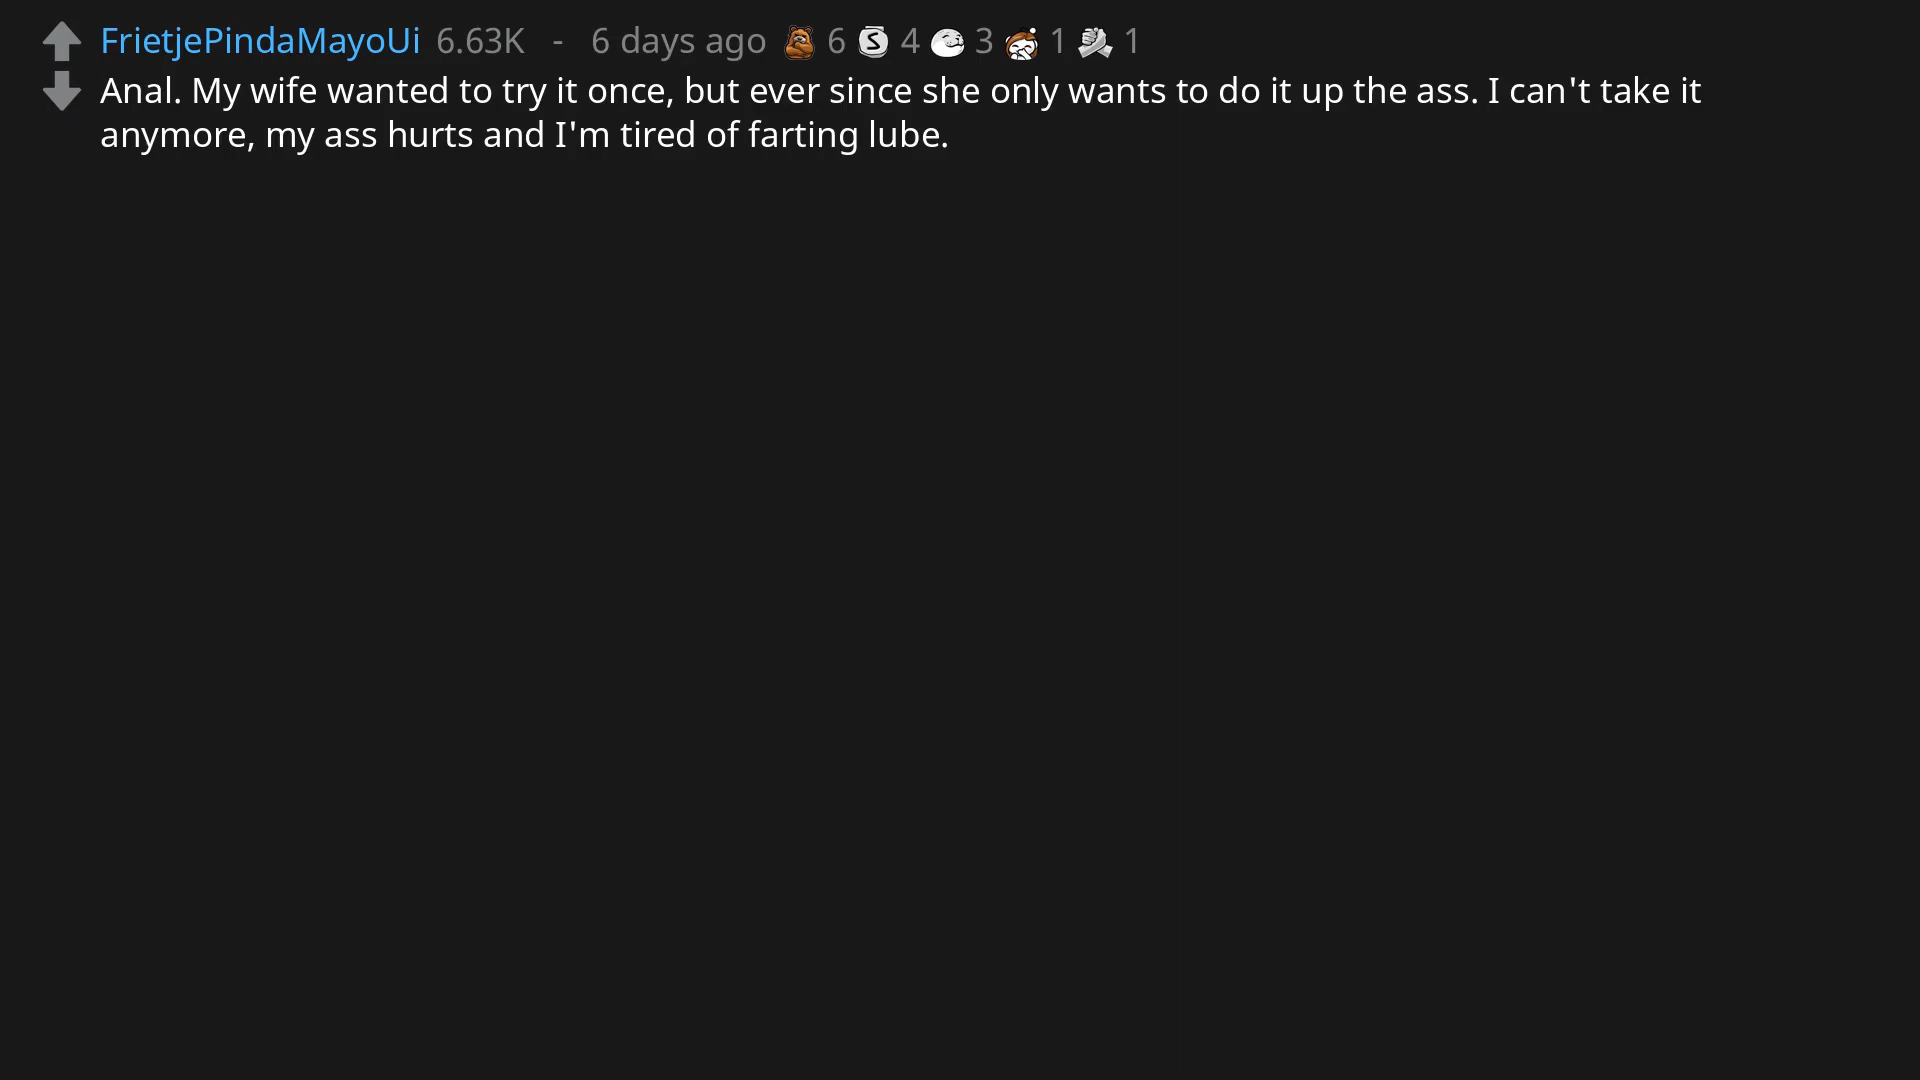 FrietjePindaMayoUi 6.63K - 6 days ago 6 S 4 3 1 1
Anal. My wife wanted to try it once, but ever since she only wants to do it up the ass. I can't take it
anymore, my ass hurts and I'm tired of farting lube.